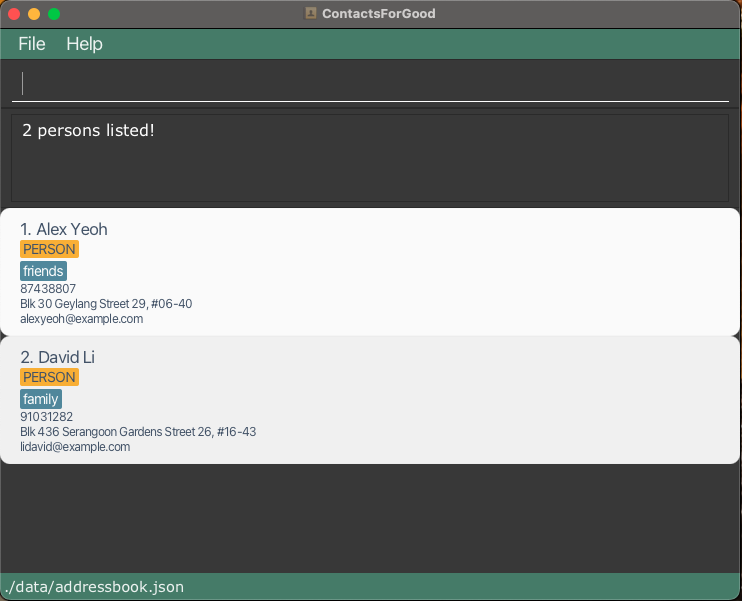 ContactsForGood
File Help
2 persons listed!
1. Alex Yeoh
PERSON
friends
87438807
Blk 30 Geylang Street 29, #06-40
alexyeoh@example.com
2. David Li
PERSON
family
91031282
Blk 436 Serangoon Gardens Street 26, #16-43
lidavid@example.com
./data/addressbook.json